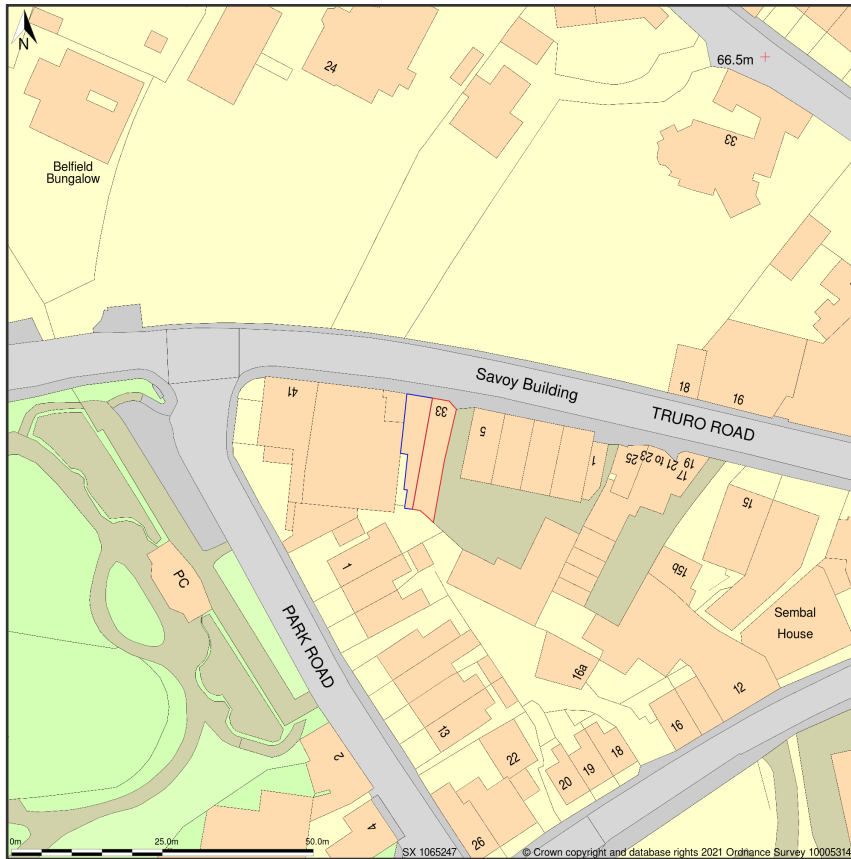 N
24
66.5m
33
Belfield
Bungalow
Savoy Building
TRURO ROAD
18
16
41
33
5
1
25
21 to 23
17
19
15
15b
PC
1
PARK ROAD
Sembal
House
16a
12
13
16
22
18
19
20
2
4
26
0m
25.0m
50.0m
SX 1065247
© Crown copyright and database rights 2021 Ordnance Survey 10005314